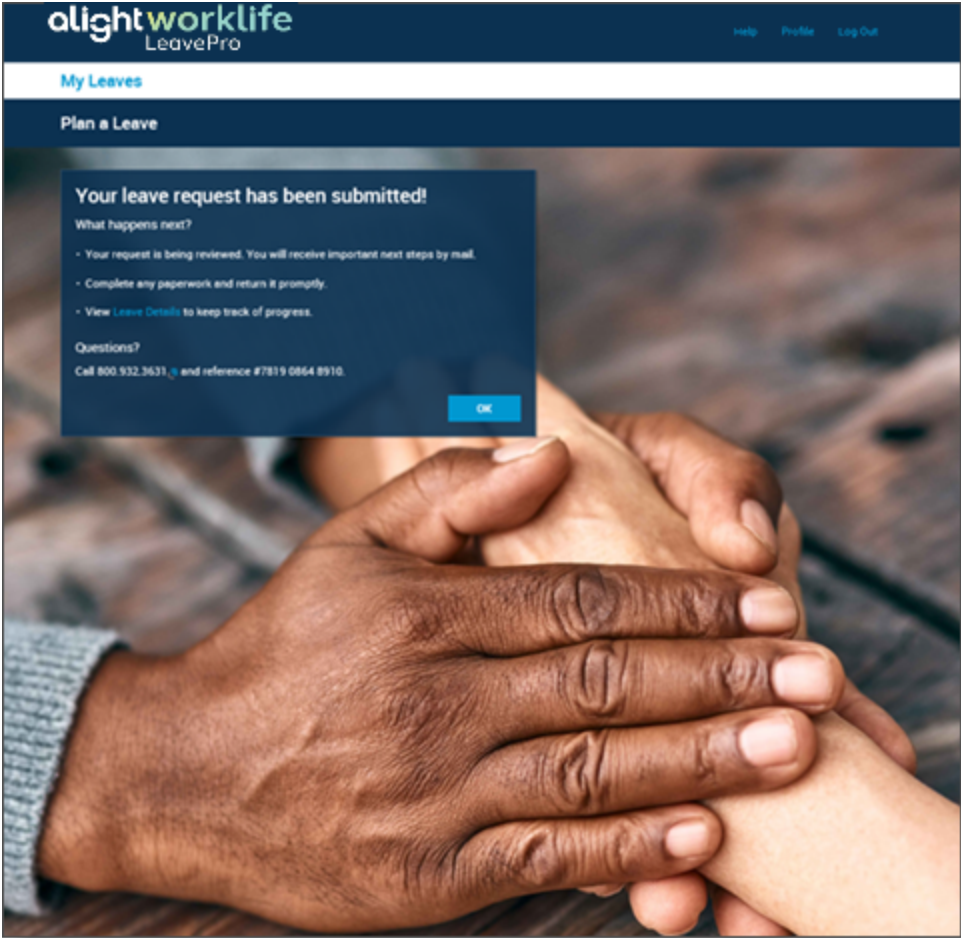 alightworklife
LeavePro
Help Profile Log Out
My Leaves
Plan a Leave
Your leave request has been submitted!
What happens next?
• Your request is being reviewed. You will receive important next steps by mail.
• Complete any paperwork and return it promptly.
• View Leave Details to keep track of progress.
Questions?
Call 800.932.3631 and reference #7819 0864 8910.
OK